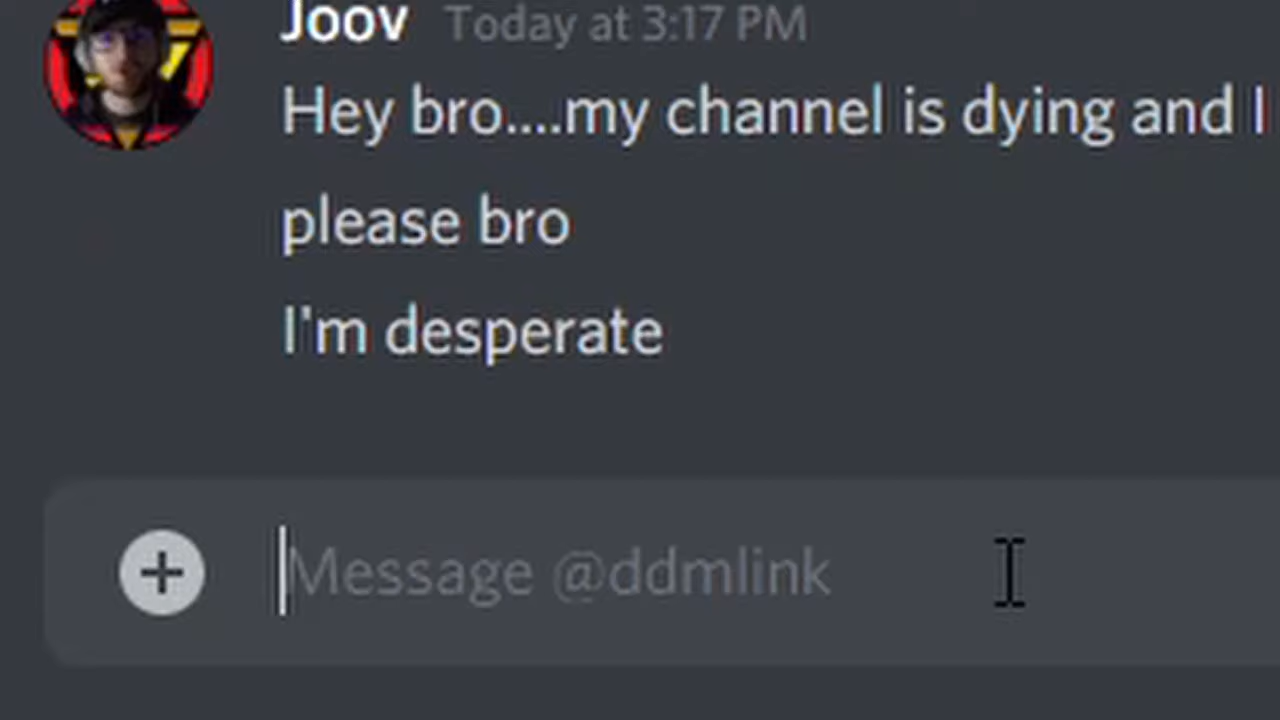 Joov Today at 3:17 PM
Hey bro....my channel is dying and I
please bro
I'm desperate
Message @ddmlink